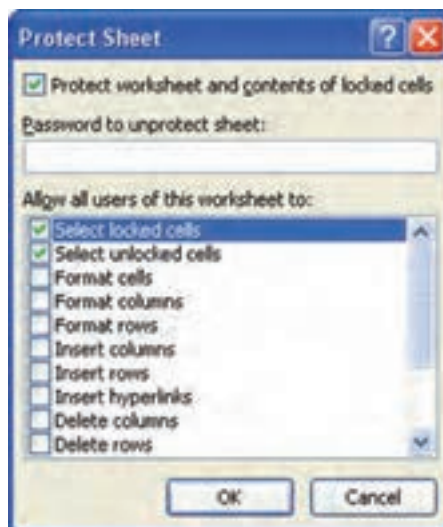 Protect Sheet
Protect worksheet and contents of locked cells
Password to unprotect sheet:
Allow all users of this worksheet to:
Select locked cells
Select unlocked cells
Format cells
Format columns
Format rows
Insert columns
Insert rows
Insert hyperlinks
Delete columns
Delete rows
OK Cancel